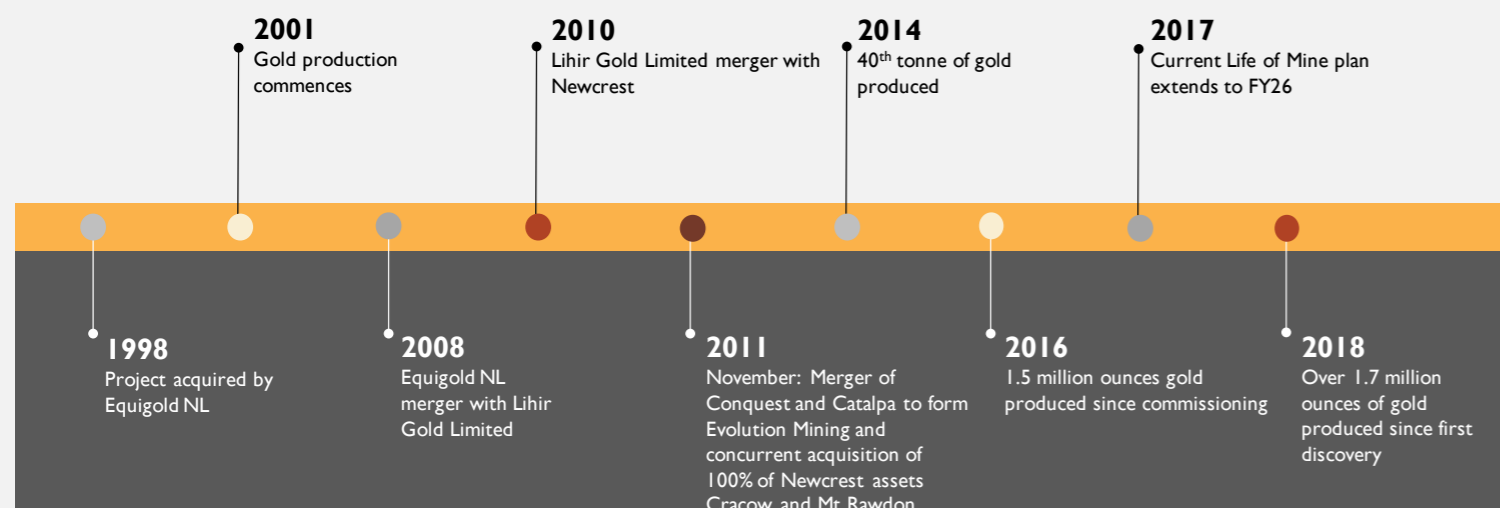 2001
Gold production
commences
2010
Lihir Gold Limited merger with
Newcrest
2014
40th tonne of gold
produced
2017
Current Life of Mine plan
extends to FY26
1998
Project acquired by
Equigold NL
2008
Equigold NL
merger with Lihir
Gold Limited
2011
November: Merger of
Conquest and Catalpa to form
Evolution Mining and
concurrent acquisition of
100% of Newcrest assets
Cracow and Mt Rawdon
2016
1.5 million ounces gold
produced since commissioning
2018
Over 1.7 million
ounces of gold
produced since first
discovery